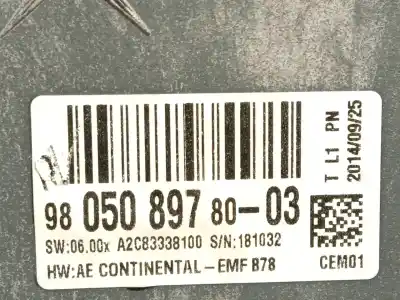 98 050 897 80-03
SW:06.00x A2C83338100 S/N:181032
HW:AE CONTINENTAL-EMF B78
CEM01
T L1 PN
2014/09/25